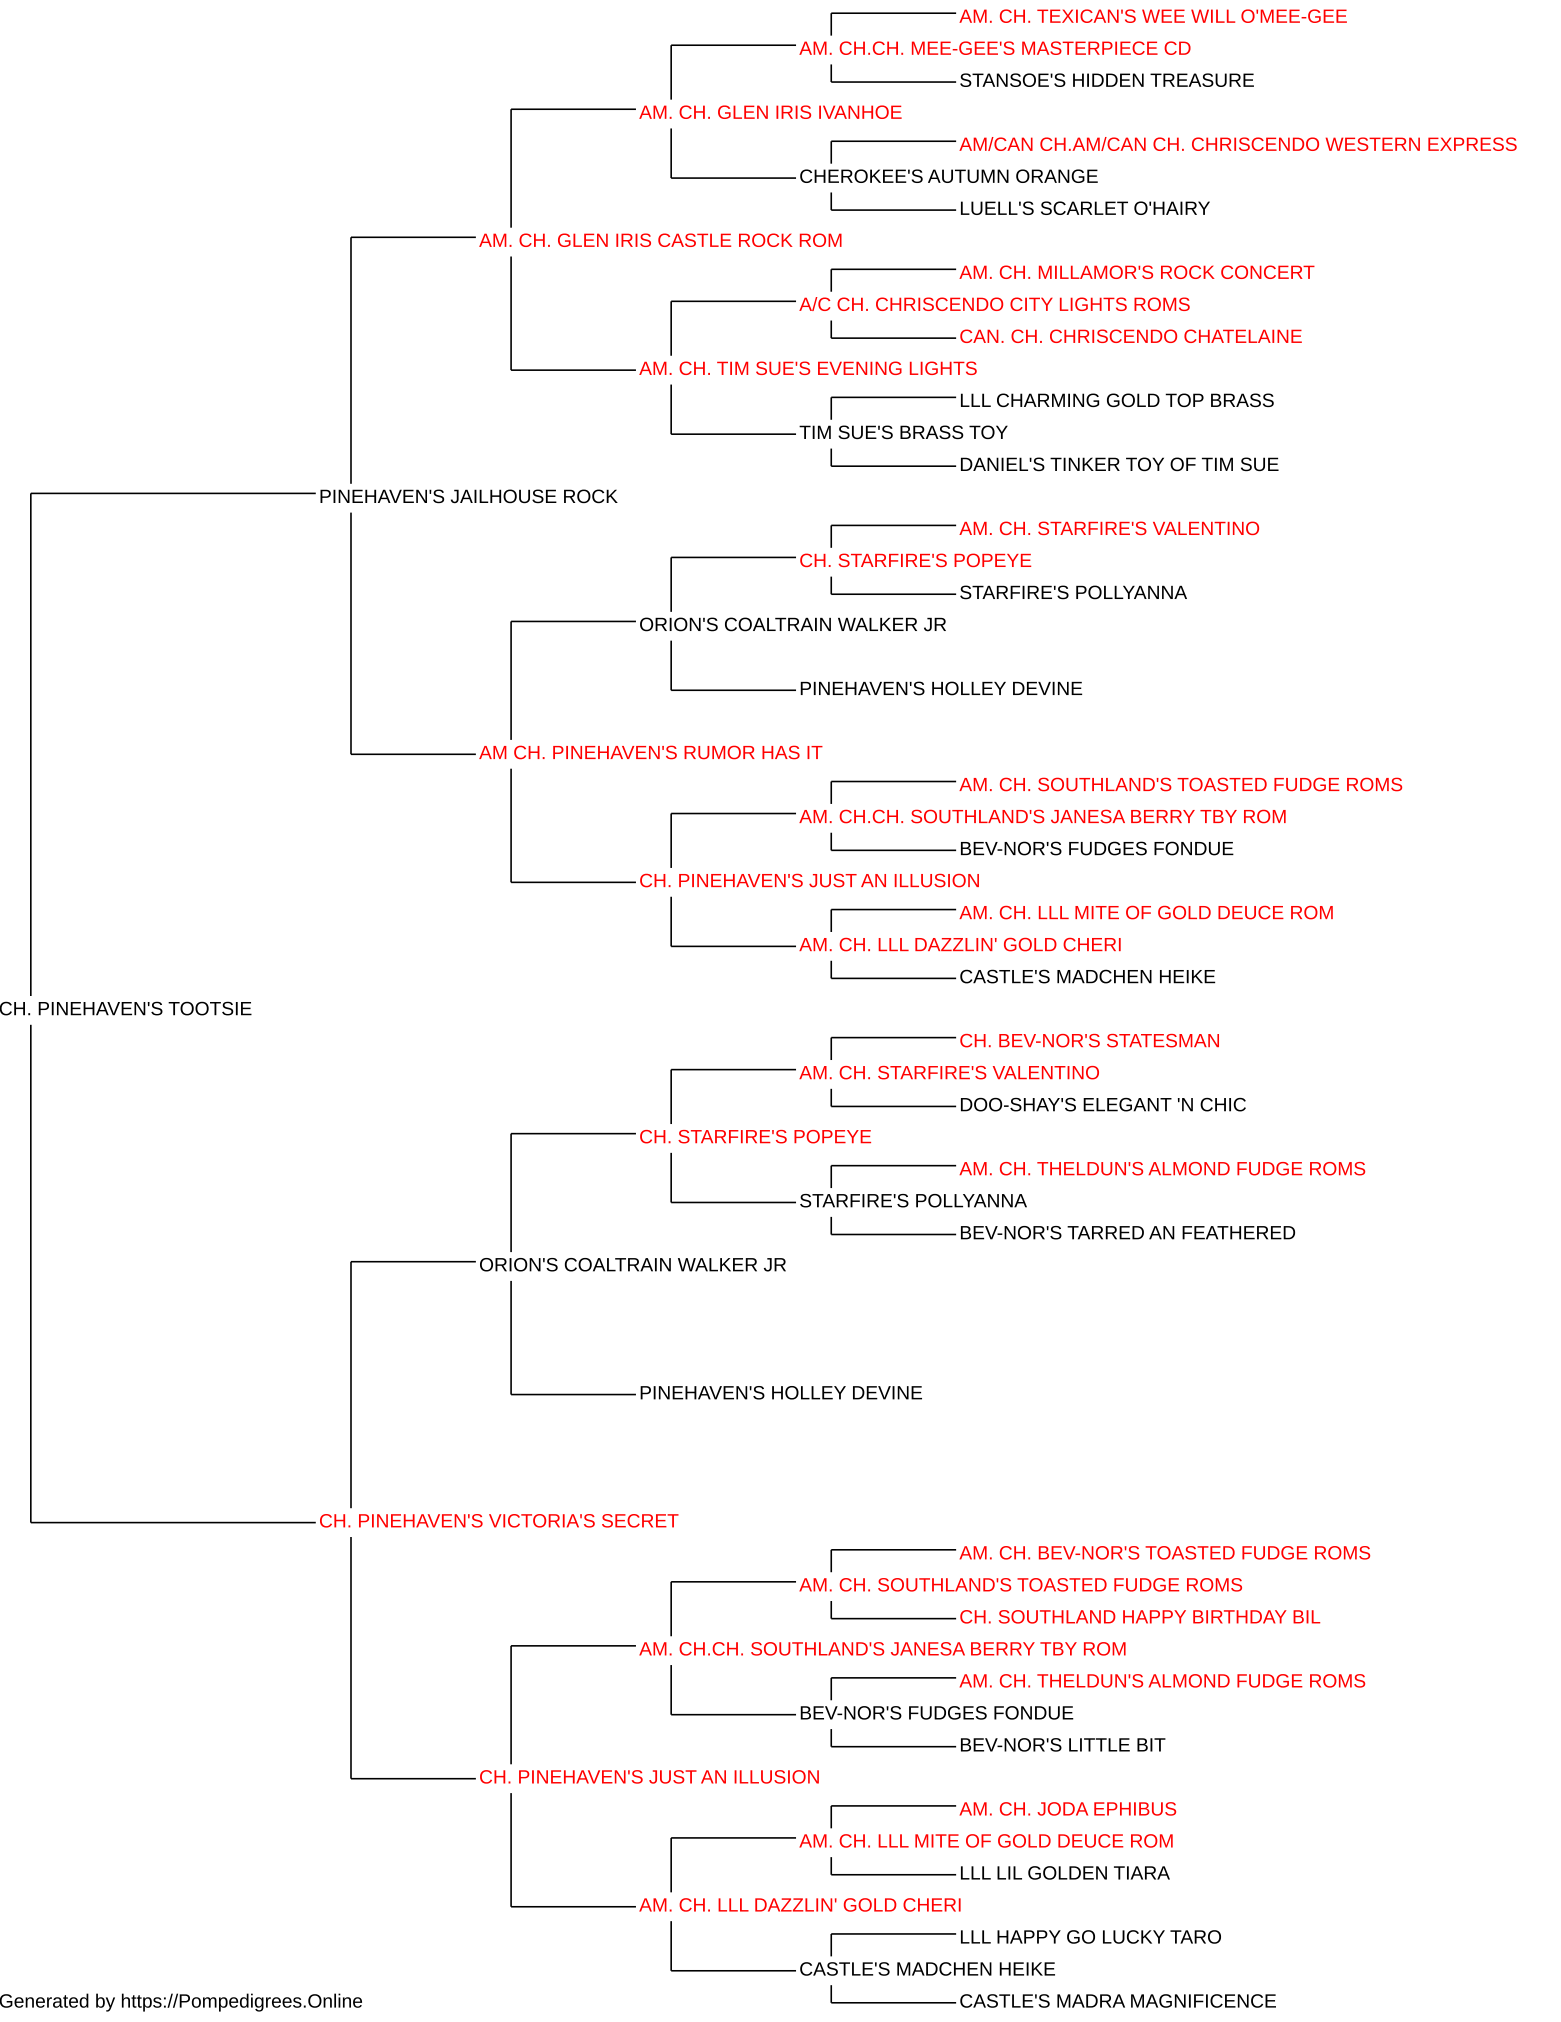 AM. CH. TEXICAN'S WEE WILL O'MEE-GEE
AM. CH.CH. MEE-GEE'S MASTERPIECE CD
STANSOE'S HIDDEN TREASURE
AM. CH. GLEN IRIS IVANHOE
AM/CAN CH.AM/CAN CH. CHRISCENDO WESTERN EXPRESS
CHEROKEE'S AUTUMN ORANGE
LUELL'S SCARLET O'HAIRY
AM. CH. GLEN IRIS CASTLE ROCK ROM
AM. CH. MILLAMOR'S ROCK CONCERT
A/C CH. CHRISCENDO CITY LIGHTS ROMS
CAN. CH. CHRISCENDO CHATELAINE
AM. CH. TIM SUE'S EVENING LIGHTS
LLL CHARMING GOLD TOP BRASS
TIM SUE'S BRASS TOY
DANIEL'S TINKER TOY OF TIM SUE
PINEHAVEN'S JAILHOUSE ROCK
AM. CH. STARFIRE'S VALENTINO
CH. STARFIRE'S POPEYE
STARFIRE'S POLLYANNA
ORION'S COALTRAIN WALKER JR
PINEHAVEN'S HOLLEY DEVINE
AM CH. PINEHAVEN'S RUMOR HAS IT
AM. CH. SOUTHLAND'S TOASTED FUDGE ROMS
AM. CH.CH. SOUTHLAND'S JANESA BERRY TBY ROM
BEV-NOR'S FUDGES FONDUE
CH. PINEHAVEN'S JUST AN ILLUSION
AM. CH. LLL MITE OF GOLD DEUCE ROM
AM. CH. LLL DAZZLIN' GOLD CHERI
CASTLE'S MADCHEN HEIKE
CH. PINEHAVEN'S TOOTSIE
CH. BEV-NOR'S STATESMAN
AM. CH. STARFIRE'S VALENTINO
DOO-SHAY'S ELEGANT 'N CHIC
CH. STARFIRE'S POPEYE
AM. CH. THELDUN'S ALMOND FUDGE ROMS
STARFIRE'S POLLYANNA
BEV-NOR'S TARRED AN FEATHERED
ORION'S COALTRAIN WALKER JR
PINEHAVEN'S HOLLEY DEVINE
CH. PINEHAVEN'S VICTORIA'S SECRET
AM. CH. BEV-NOR'S TOASTED FUDGE ROMS
AM. CH. SOUTHLAND'S TOASTED FUDGE ROMS
CH. SOUTHLAND HAPPY BIRTHDAY BIL
AM. CH.CH. SOUTHLAND'S JANESA BERRY TBY ROM
AM. CH. THELDUN'S ALMOND FUDGE ROMS
BEV-NOR'S FUDGES FONDUE
BEV-NOR'S LITTLE BIT
CH. PINEHAVEN'S JUST AN ILLUSION
AM. CH. JODA EPHIBUS
AM. CH. LLL MITE OF GOLD DEUCE ROM
LLL LIL GOLDEN TIARA
AM. CH. LLL DAZZLIN' GOLD CHERI
LLL HAPPY GO LUCKY TARO
CASTLE'S MADCHEN HEIKE
CASTLE'S MADRA MAGNIFICENCE
Generated by https://Pompedigrees.Online